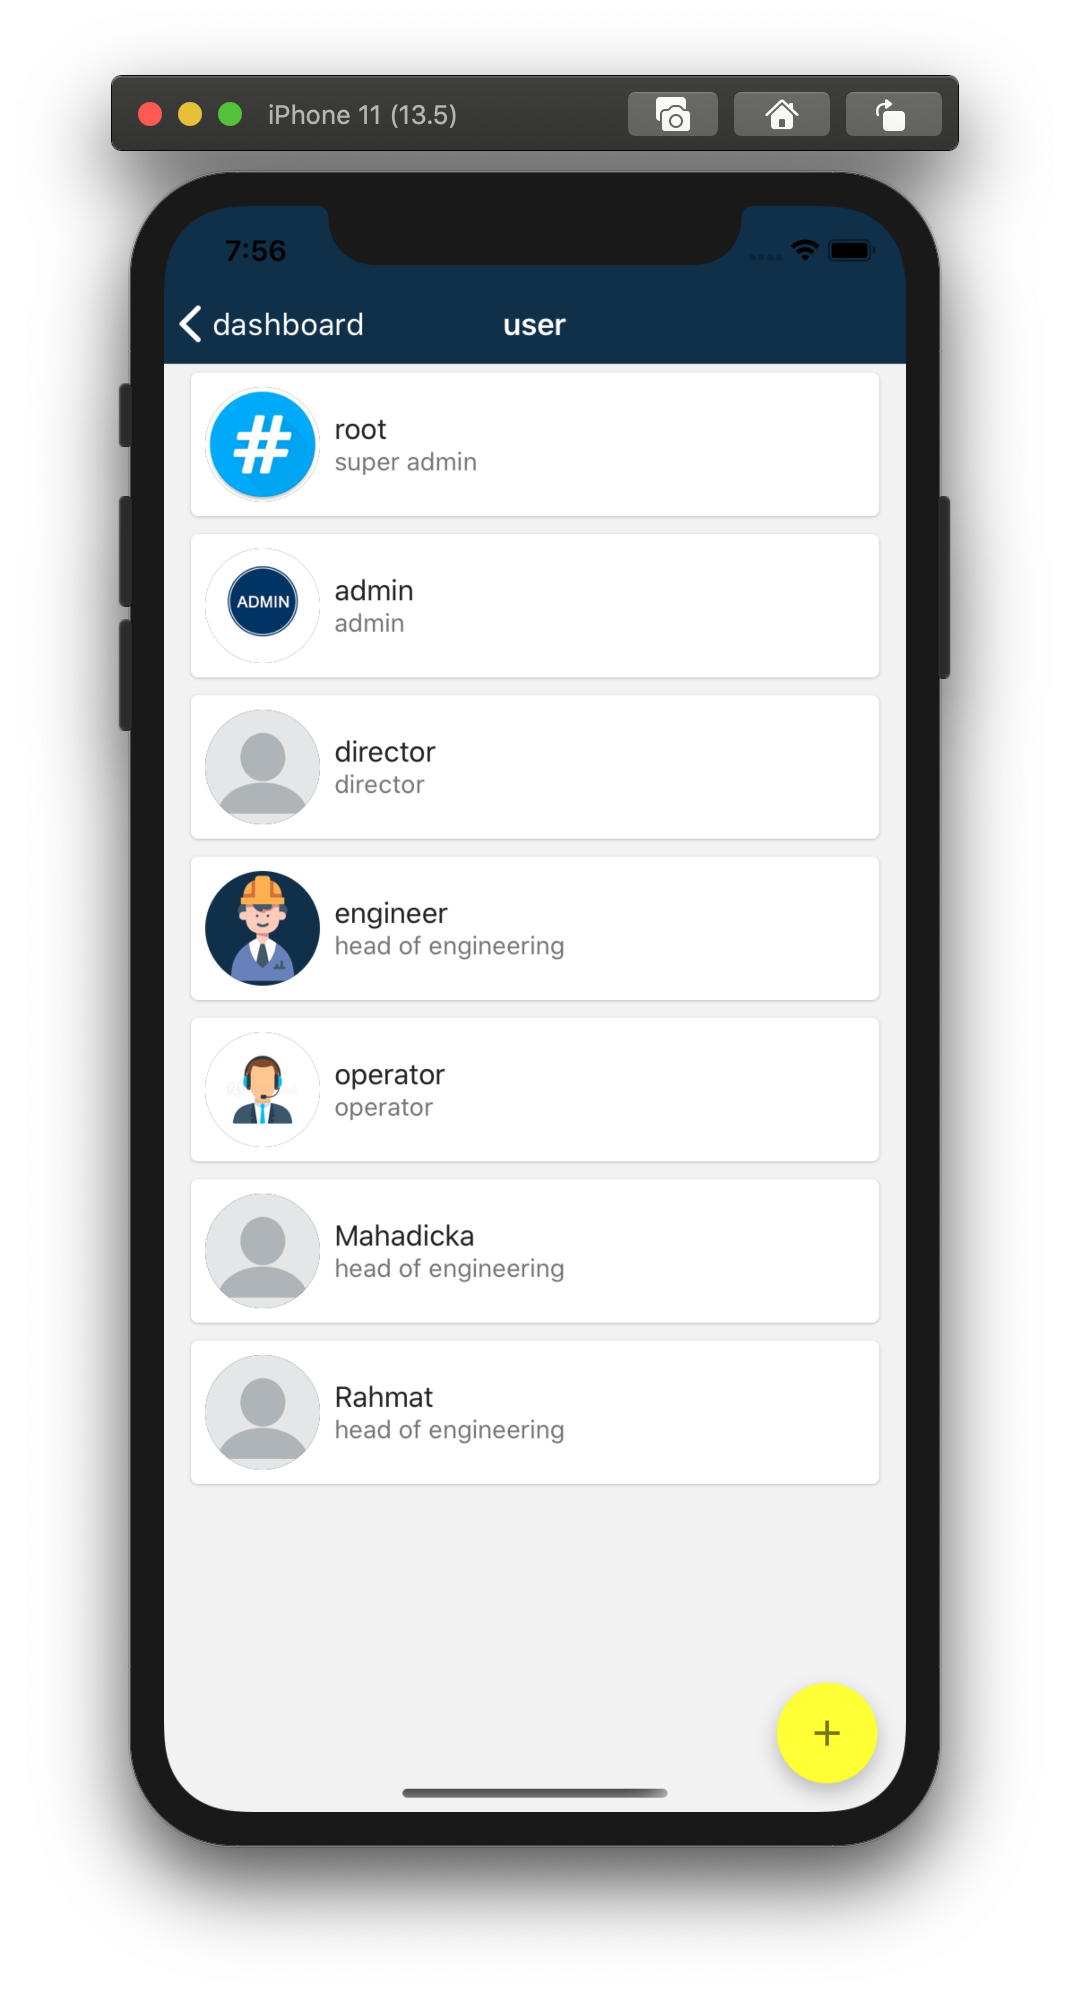 iPhone 11 (13.5)
7:56
dashboard
user
root
super admin
ADMIN
admin
admin
director
director
engineer
head of engineering
operator
operator
Mahadicka
head of engineering
Rahmat
head of engineering